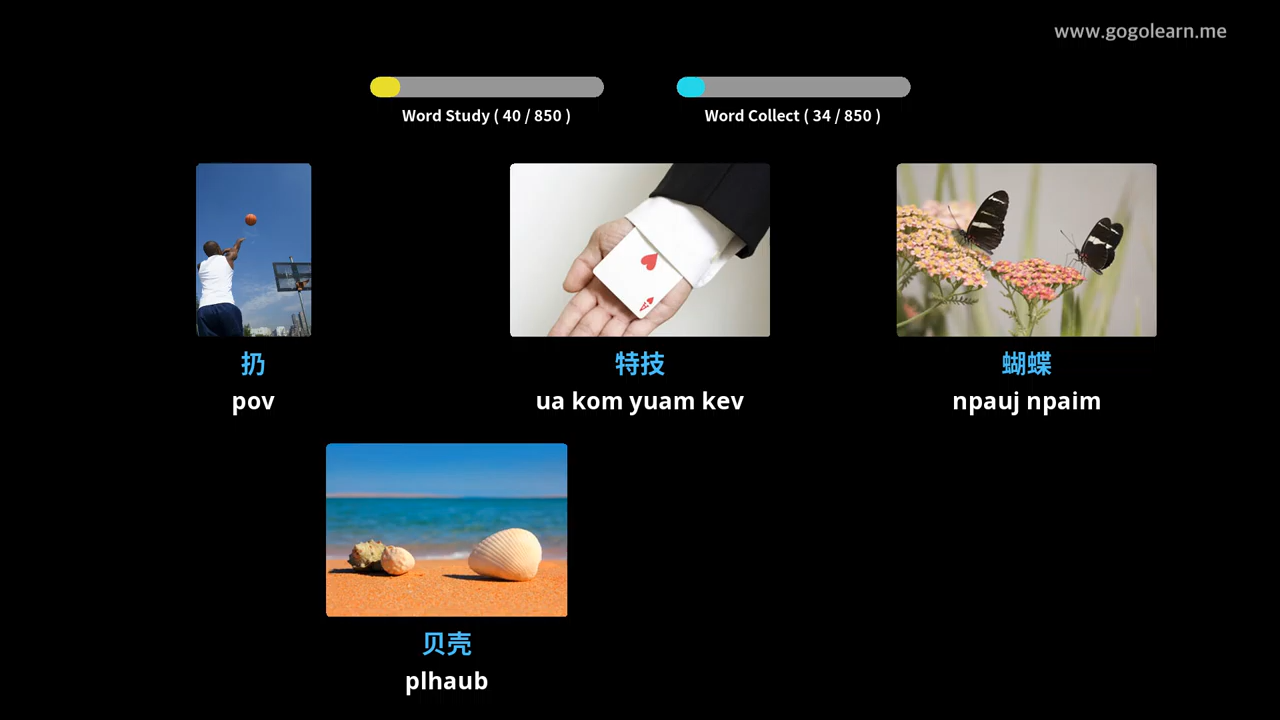 www.gogolearn.me
Word Study ( 40 / 850 )
Word Collect ( 34 / 850 )
扔
pov
特技
ua kom yuam kev
蝴蝶
npauj npaim
贝壳
plhaub